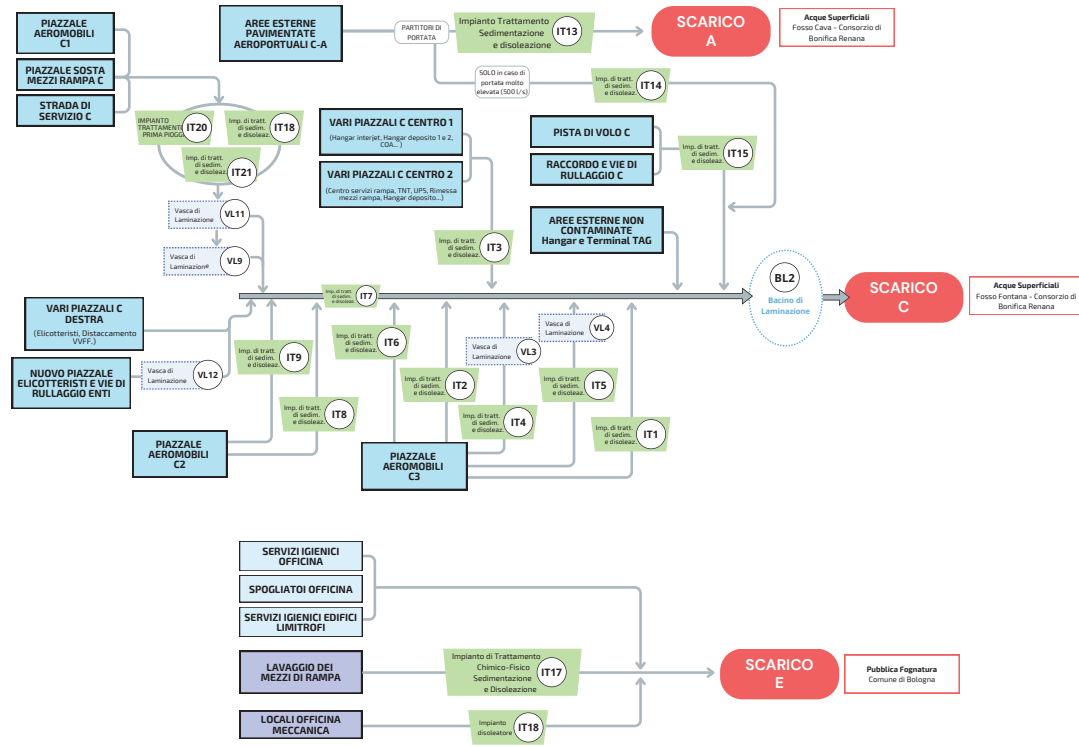 PIAZZALE
AEROMOBILI
C1
PIAZZALE SOSTA
MEZZI RAMPA C
STRADA DI
SERVIZIO C
IMPIANTO
TRATTAMENTO
PRIMA PIOGGIA
IT20
Imp. di tratt.
di sedim.
e disoleaz.
IT18
Imp. di tratt.
di sedim.
e disoleaz.
IT21
Vasca di
Laminazione
VL11
Vasca di
Laminazione
VL9
AREE ESTERNE
PAVIMENTATE
AEROPORTUALI C-A
PARTITORI DI
PORTATA
Impianto Trattamento
Sedimentazione
e disoleazione
IT13
SCARICO
A
Acque Superficiali
Fosso Cava - Consorzio di
Bonifica Renana
SOLO in caso di
portata molto
elevata (500 l/s)
Imp. di tratt.
di sedim.
e disoleaz.
IT14
VARI PIAZZALI C CENTRO 1
(Hangar interjet, Hangar deposito 1 e 2,
COA... )
VARI PIAZZALI C CENTRO 2
(Centro servizi rampa, TNT, UPS, Rimessa
mezzi rampa, Hangar deposito...)
Imp. di tratt.
di sedim.
e disoleaz.
IT3
PISTA DI VOLO C
RACCORDO E VIE DI
RULLAGGIO C
Imp. di tratt.
di sedim.
e disoleaz.
IT15
AREE ESTERNE NON
CONTAMINATE
Hangar e Terminal TAG
Imp. di tratt.
di sedim.
e disoleaz.
IT7
BL2
Bacino di
Laminazione
SCARICO
C
Acque Superficiali
Fosso Fontana - Consorzio di
Bonifica Renana
VARI PIAZZALI C
DESTRA
(Elicotteristi, Distaccamento
VVFF.)
NUOVO PIAZZALE
ELICOTTERISTI E VIE DI
RULLAGGIO ENTI
Vasca di
Laminazione
VL12
Imp. di tratt.
di sedim.
e disoleaz.
IT9
Imp. di tratt.
di sedim.
e disoleaz.
IT8
PIAZZALE
AEROMOBILI
C2
Imp. di tratt.
di sedim.
e disoleaz.
IT6
Imp. di tratt.
di sedim.
e disoleaz.
IT2
Vasca di
Laminazione
VL3
Imp. di tratt.
di sedim.
e disoleaz.
IT4
Vasca di
Laminazione
VL4
Imp. di tratt.
di sedim.
e disoleaz.
IT5
Imp. di tratt.
di sedim.
e disoleaz.
IT1
PIAZZALE
AEROMOBILI
C3
SERVIZI IGIENICI
OFFICINA
SPOGLIATOI OFFICINA
SERVIZI IGIENICI EDIFICI
LIMITROFI
LAVAGGIO DEI
MEZZI DI RAMPA
Impianto di Trattamento
Chimico-Fisico
Sedimentazione
e Disoleazione
IT17
LOCALI OFFICINA
MECCANICA
Impianto
disoleatore
IT18
SCARICO
E
Pubblica Fognatura
Comune di Bologna